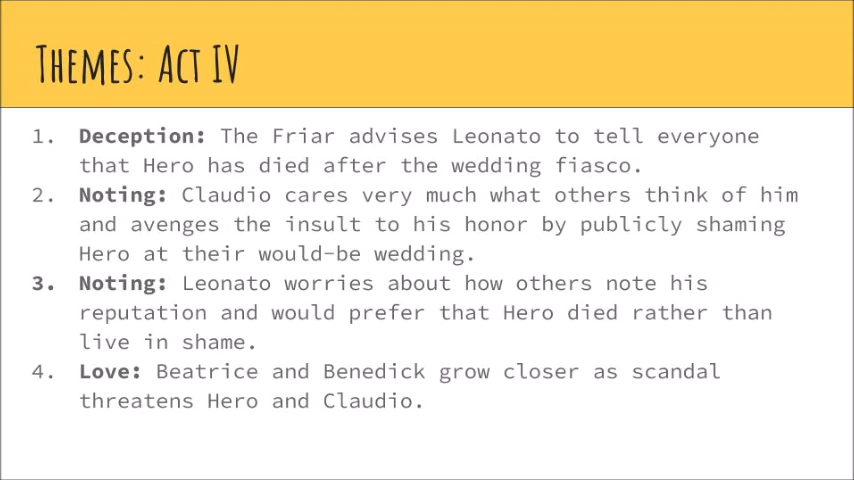 Themes: Act IV
1. Deception: The Friar advises Leonato to tell everyone
that Hero has died after the wedding fiasco.
2. Noting: Claudio cares very much what others think of him
and avenges the insult to his honor by publicly shaming
Hero at their would-be wedding.
3. Noting: Leonato worries about how others note his
reputation and would prefer that Hero died rather than
live in shame.
4. Love: Beatrice and Benedick grow closer as scandal
threatens Hero and Claudio.